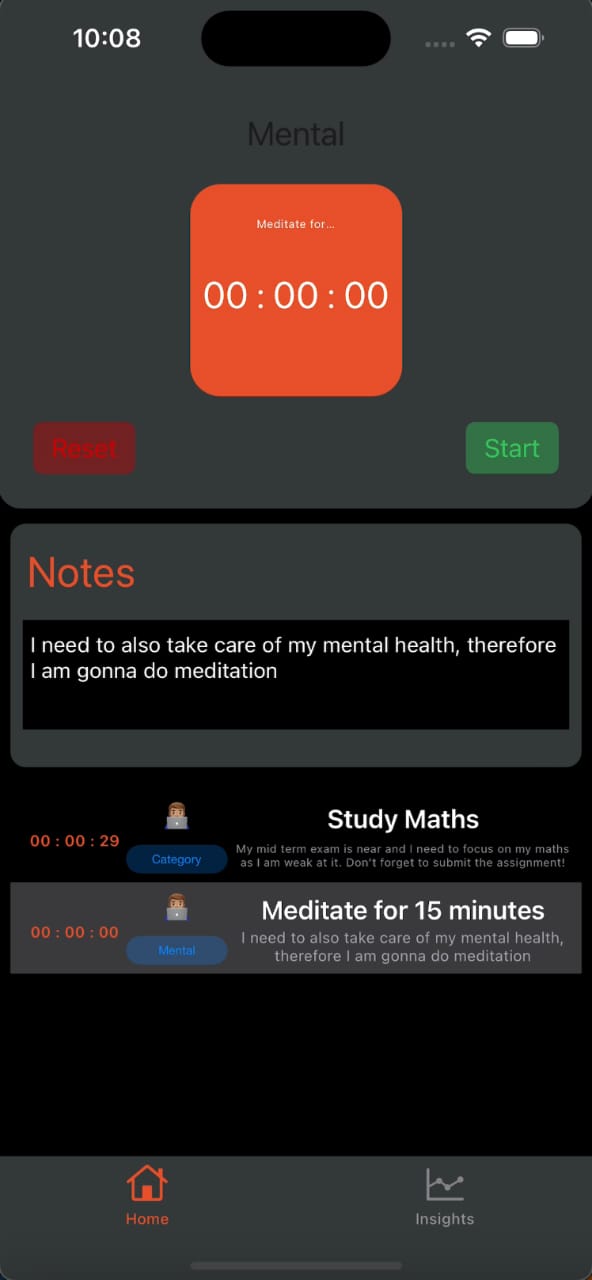 10:08
Mental
Meditate for...
00 : 00 : 00
Reset
Start
Notes
I need to also take care of my mental health, therefore
I am gonna do meditation
00 : 00 : 29
Category
Study Maths
My mid term exam is near and I need to focus on my maths
as I am weak at it. Don't forget to submit the assignment!
00 : 00 : 00
Mental
Meditate for 15 minutes
I need to also take care of my mental health,
therefore I am gonna do meditation
Home
Insights